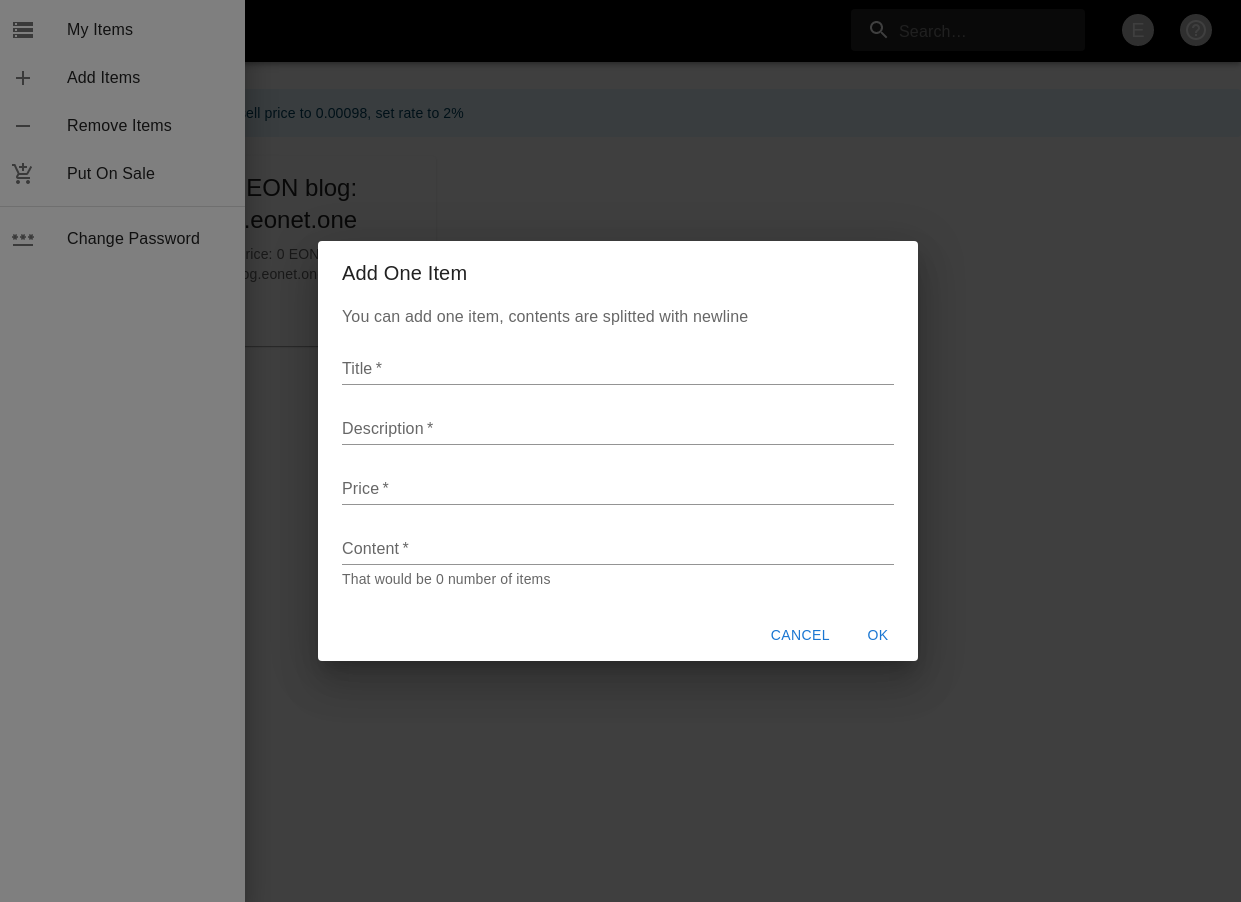 My Items
Add Items
Remove Items
Put On Sale
Change Password
Search…
E
ell price to 0.00098, set rate to 2%
EON blog:
.eonet.one
rice: 0 EON
og.eonet.on
Add One Item
You can add one item, contents are splitted with newline
Title *
Description *
Price *
Content *
That would be 0 number of items
CANCEL
OK